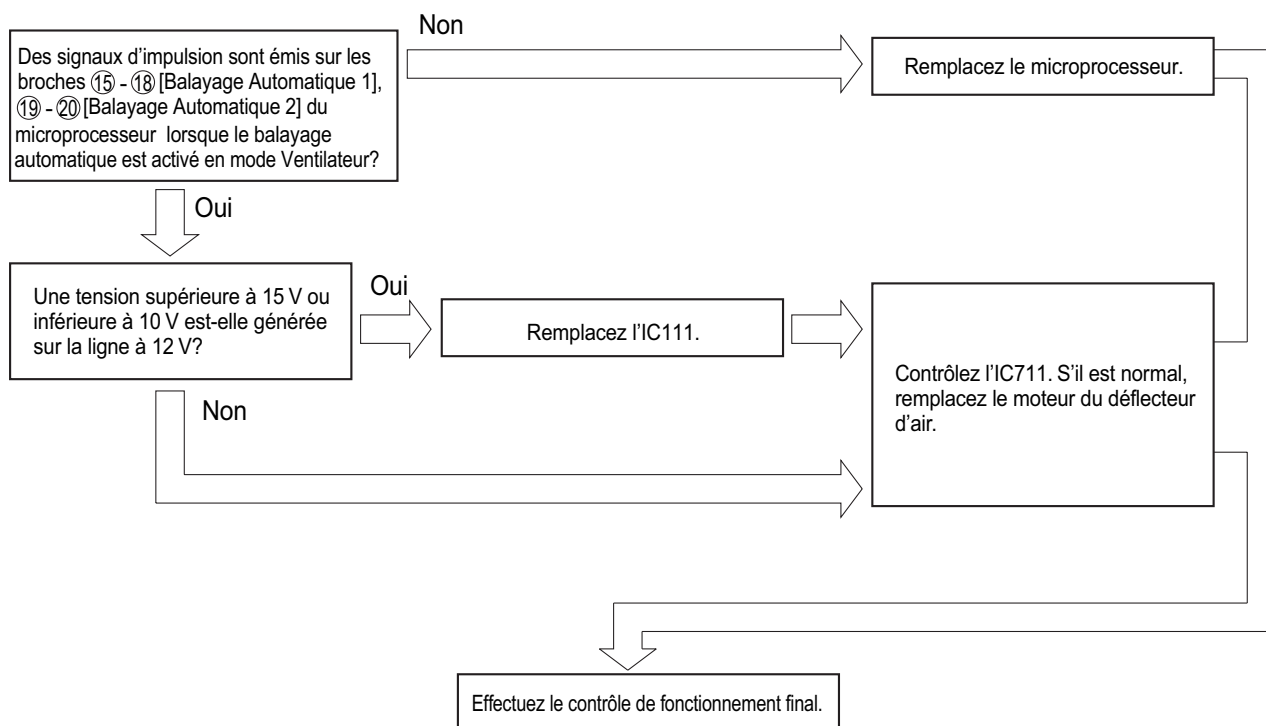 Non
Des signaux d'impulsion sont émis sur les
broches ⑮ - ⑱ [Balayage Automatique 1],
⑲ - ⑳ [Balayage Automatique 2] du
microprocesseur lorsque le balayage
automatique est activé en mode Ventilateur?
Remplacez le microprocesseur.
Oui
Une tension supérieure à 15 V ou
inférieure à 10 V est-elle générée
sur la ligne à 12 V?
Oui
Remplacez l'IC111.
Contrôlez l'IC711. S'il est normal,
remplacez le moteur du déflecteur
d'air.
Non
Effectuez le contrôle de fonctionnement final.